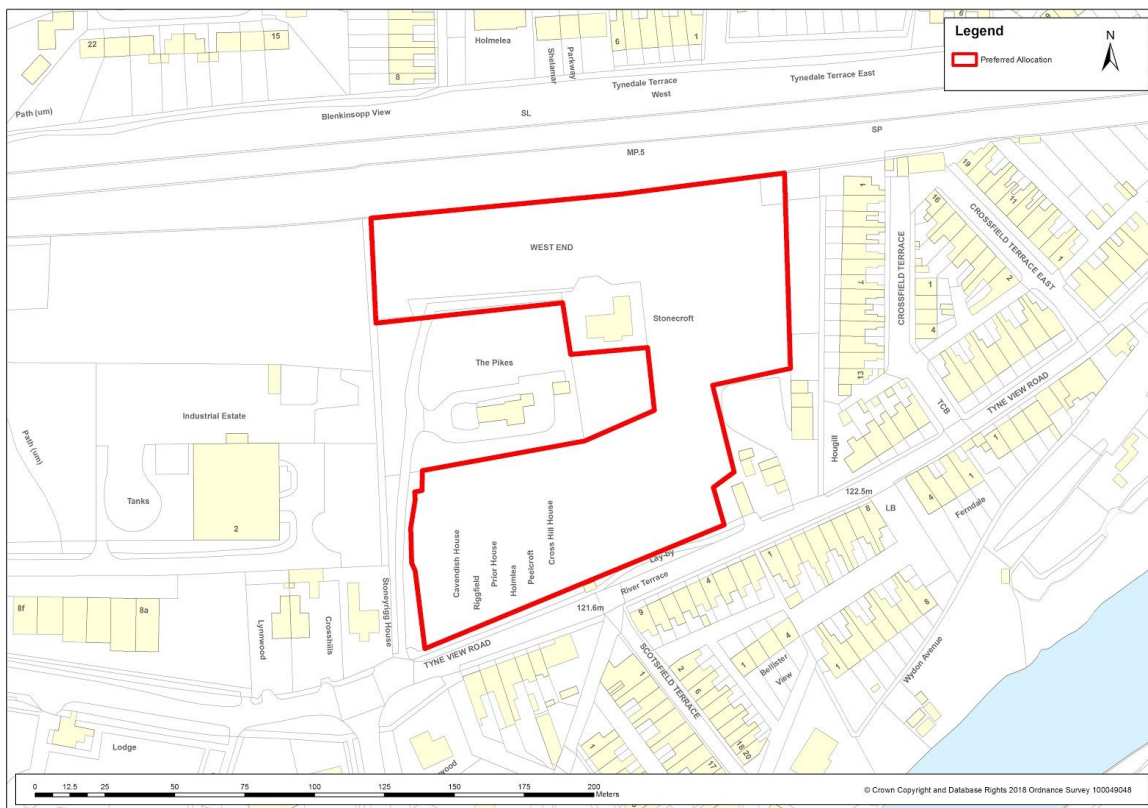 Legend
Preferred Allocation
N
22
15
Holmelea
Shelamar
Parkway
6
1
6
9
1
8
Tynedale Terrace
West
Tynedale Terrace East
Path (um)
Blenkinsopp View
SL
SP
MP.5
1
19
11
16
CROSSFIELD TERRACE EAST
WEST END
CROSSFIELD TERRACE
2
1
7
1
Stonecroft
4
The Pikes
13
TCB
TYNE VIEW ROAD
Industrial Estate
Path (um)
Hougill
1
Tanks
2
122.5m
4
1
Ferndale
8
LB
Cavendish House
Riggfield
Prior House
Holmlea
Peelcroft
Cross Hill House
Lay-by
1
River Terrace
4
9
121.6m
Stoneyrigg House
8f
8a
Lynnwood
Crosshills
TYNE VIEW ROAD
SCOTSFIELD TERRACE
1
2
6
1
4
Bellister
View
8
1
Wydon Avenue
Lodge
wood
1
18
20
17
0
12.5
25
50
75
100
125
150
175
200
Meters
© Crown Copyright and Database Rights 2018 Ordnance Survey 100049048